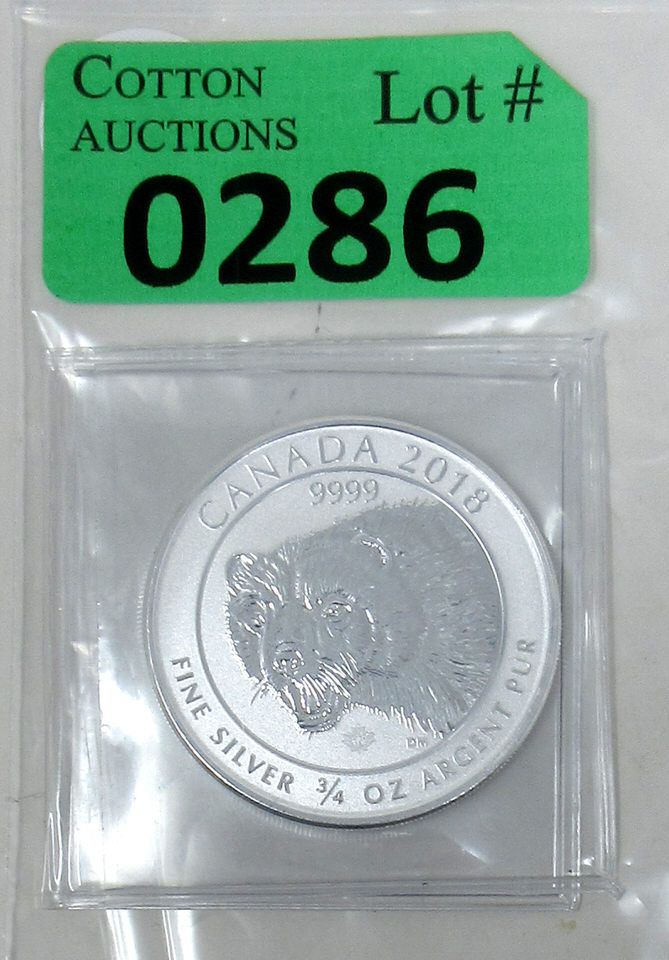 COTTON
AUCTIONS
Lot #
0286
CANADA 2018
9999
FINE SILVER 3/4 OZ ARGENT PUR